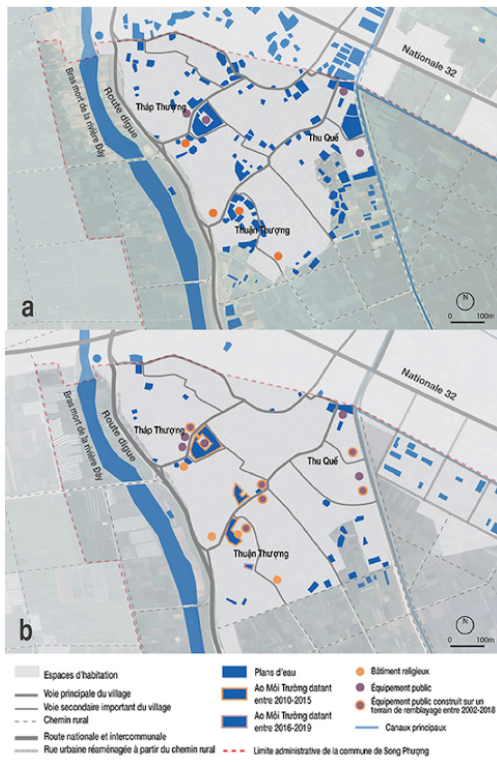 Nationale 32
Bras mort de la rivière Đáy
Route digue
Tháp Thượng
Thu Quế
Thuận Thượng
a
N
0 100m
Nationale 32
Bras mort de la rivière Đáy
Route digue
Tháp Thượng
Thu Quế
Thuận Thượng
b
N
0 100m
Espaces d'habitation
Voie principale du village
Voie secondaire important du village
Chemin rural
Route nationale et intercommunale
Rue urbaine réaménagée à partir du chemin rural
Plans d'eau
Ao Môi Trường datant
entre 2010-2015
Ao Môi Trường datant
entre 2016-2019
Limite administrative de la commune de Song Phượng
Bâtiment religieux
Équipement public
Équipement public construit sur un
terrain de remblayage entre 2002-2018
Canaux principaux